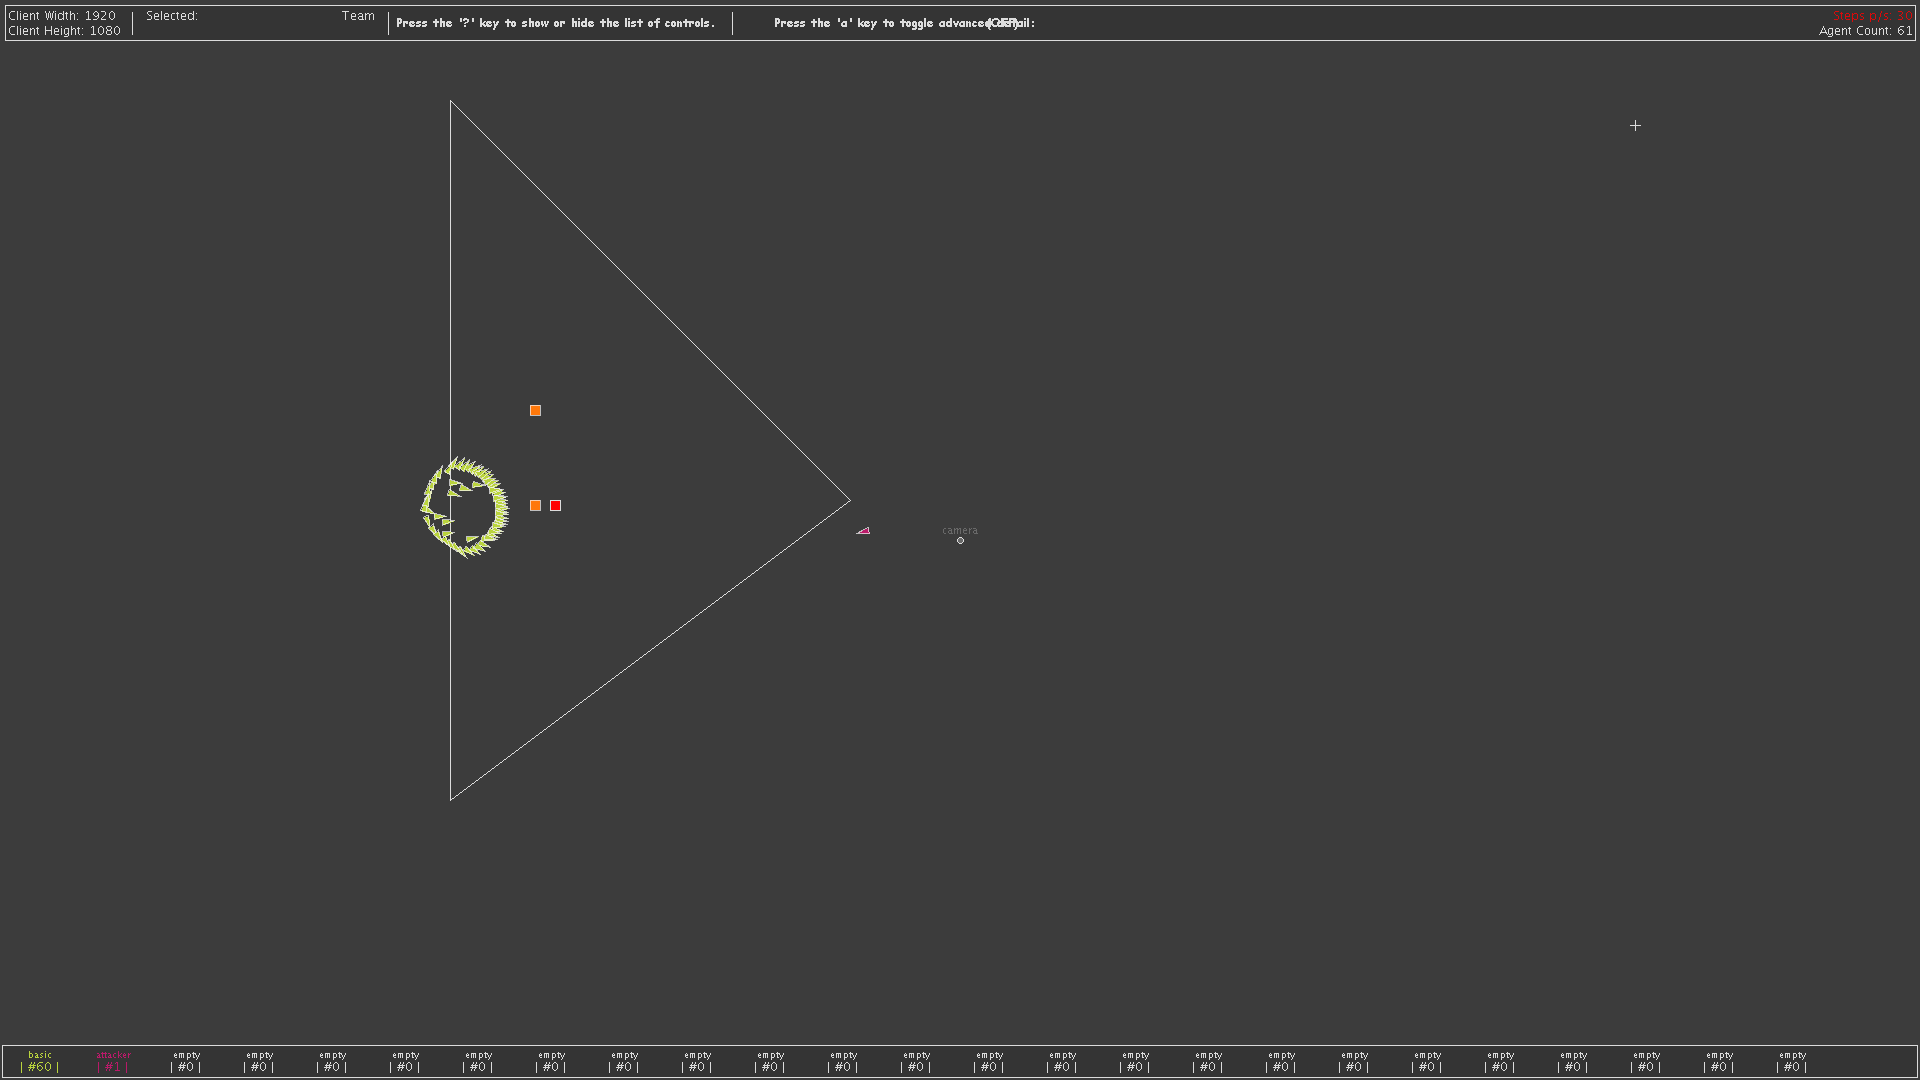 Client Width: 1920
Client Height: 1080
Selected:
Team
Press the '?' key to show or hide the list of controls.
Press the 'a' key to toggle advanced detail:
(OFF)
Steps p/s: 30
Agent Count: 61
camera
basic attacker empty empty empty empty empty empty empty empty empty empty empty empty empty empty empty empty empty empty empty empty empty empty empty
| #60 | | #1 | | #0 | | #0 | | #0 | | #0 | | #0 | | #0 | | #0 | | #0 | | #0 | | #0 | | #0 | | #0 | | #0 | | #0 | | #0 | | #0 | | #0 | | #0 | | #0 | | #0 | | #0 | | #0 | | #0 |